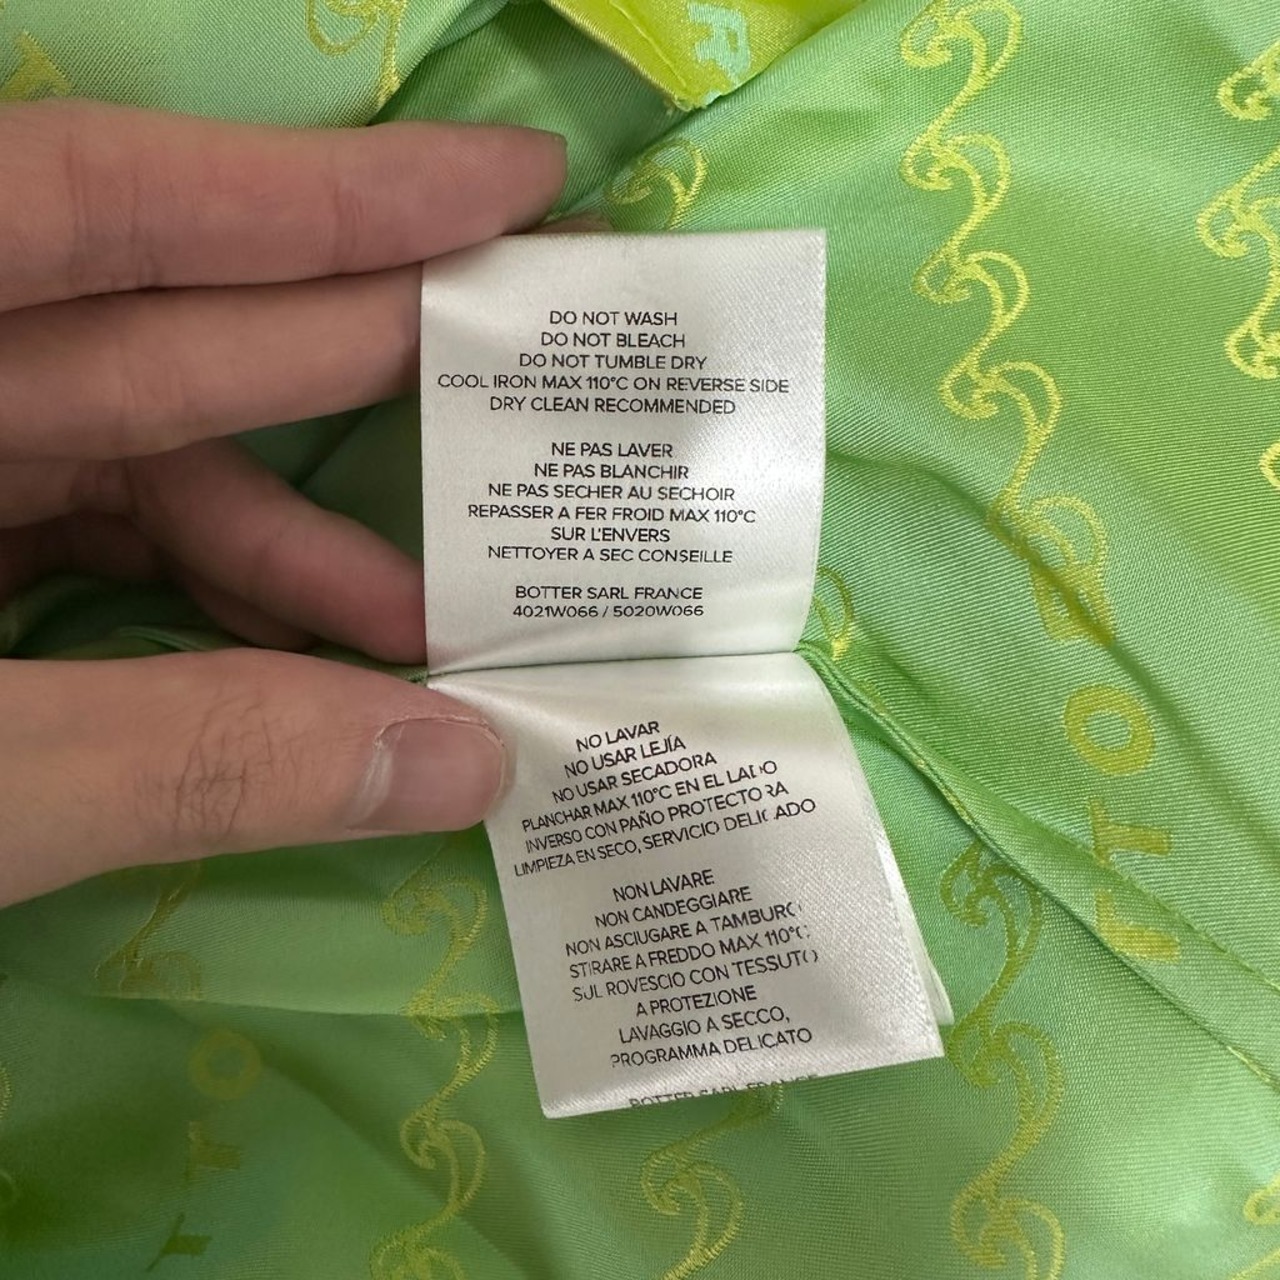 DO NOT WASH
DO NOT BLEACH
DO NOT TUMBLE DRY
COOL IRON MAX 110°C ON REVERSE SIDE
DRY CLEAN RECOMMENDED
NE PAS LAVER
NE PAS BLANCHIR
NE PAS SECHER AU SECHOIR
REPASSER A FER FROID MAX 110°C
SUR L'ENVERS
NETTOYER A SEC CONSEILLE
BOTTER SARL FRANCE
4021W066 / 5020W066
NO LAVAR
NO USAR LEJÍA
NO USAR SECADORA
PLANCHAR MAX 110°C EN EL LADO
INVERSO CON PAÑO PROTECTORA
LIMPIEZA EN SECO, SERVICIO DELICADO
NON LAVARE
NON CANDEGGIARE
NON ASCIUGARE A TAMBURO
STIRARE A FREDDO MAX 110°C
SUL ROVESCIO CON TESSUTO
A PROTEZIONE
LAVAGGIO A SECCO,
PROGRAMMA DELICATO
BOTTER SARL FRANCE